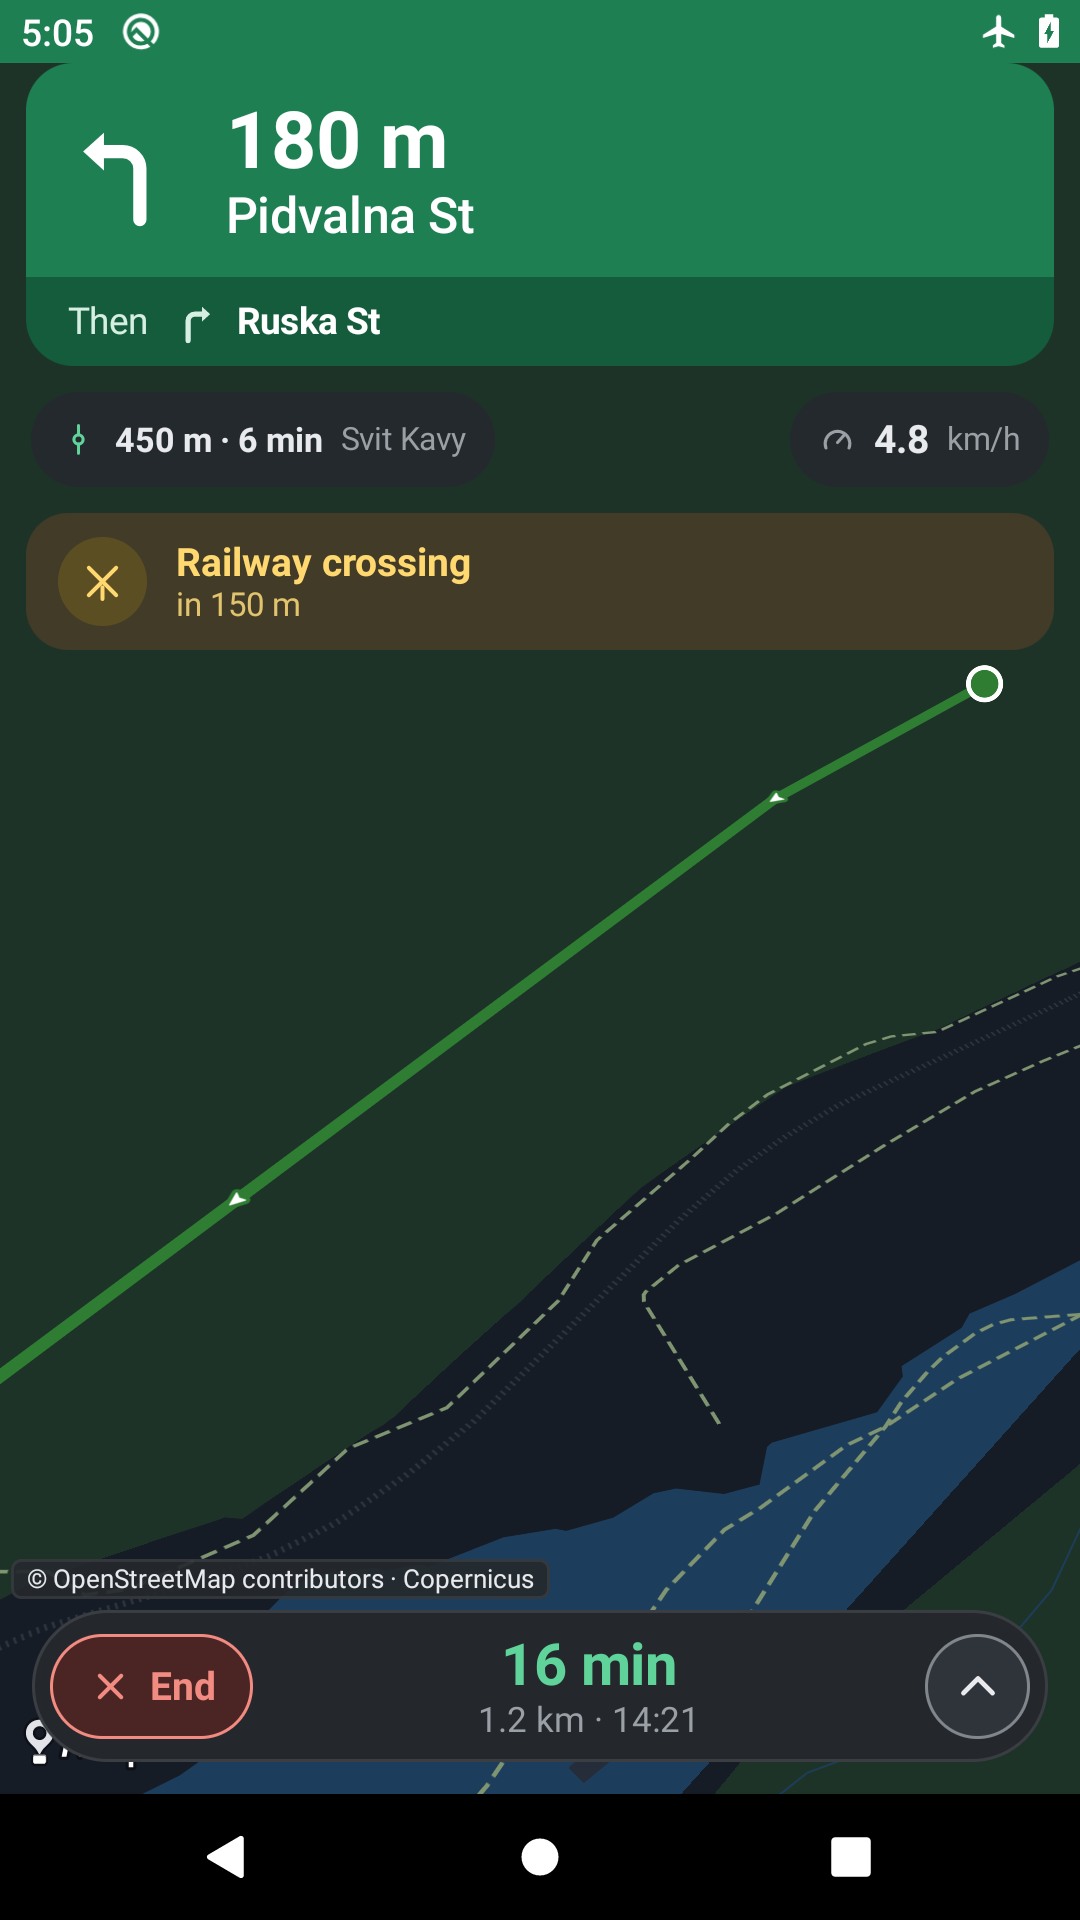 5:05
180 m
Pidvalna St
Then Ruska St
450 m · 6 min Svit Kavy
4.8 km/h
Railway crossing
in 150 m
© OpenStreetMap contributors · Copernicus
End
16 min
1.2 km · 14:21